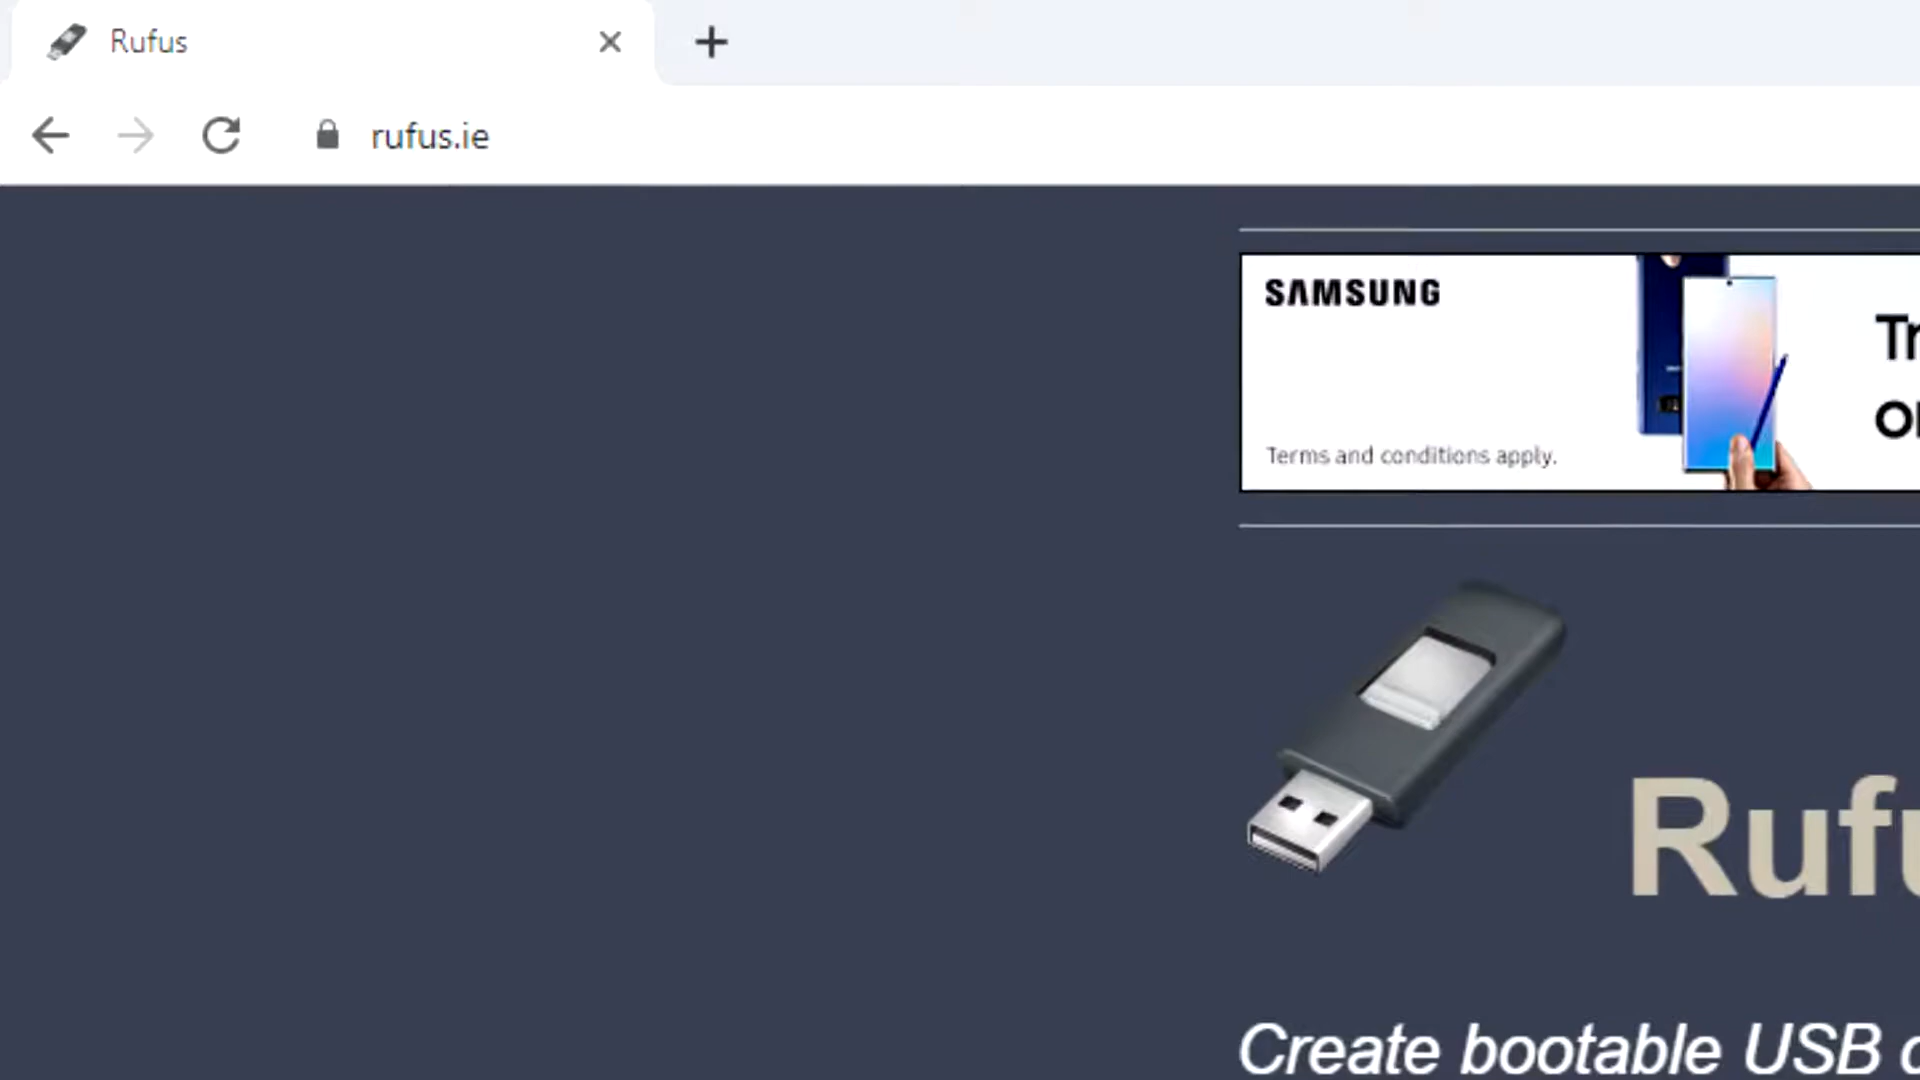 Rufus
rufus.ie
SAMSUNG
Terms and conditions apply.
Create bootable USB